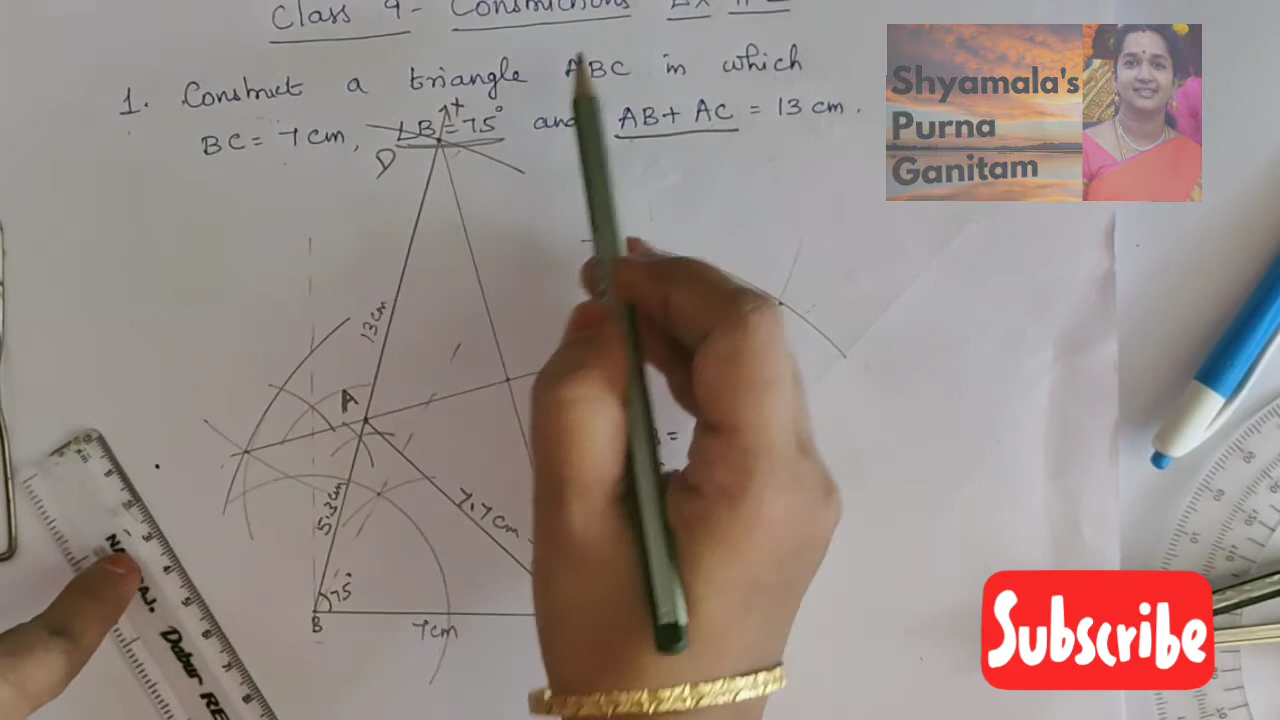 Class 9 - Constructions
1. Construct a triangle ABC in which
BC = 7 cm, ∠B = 75° and AB + AC = 13 cm.
D
13 cm
A
5.3 cm
7.7 cm
75°
B
7 cm
Shyamala's
Purna
Ganitam
Subscribe